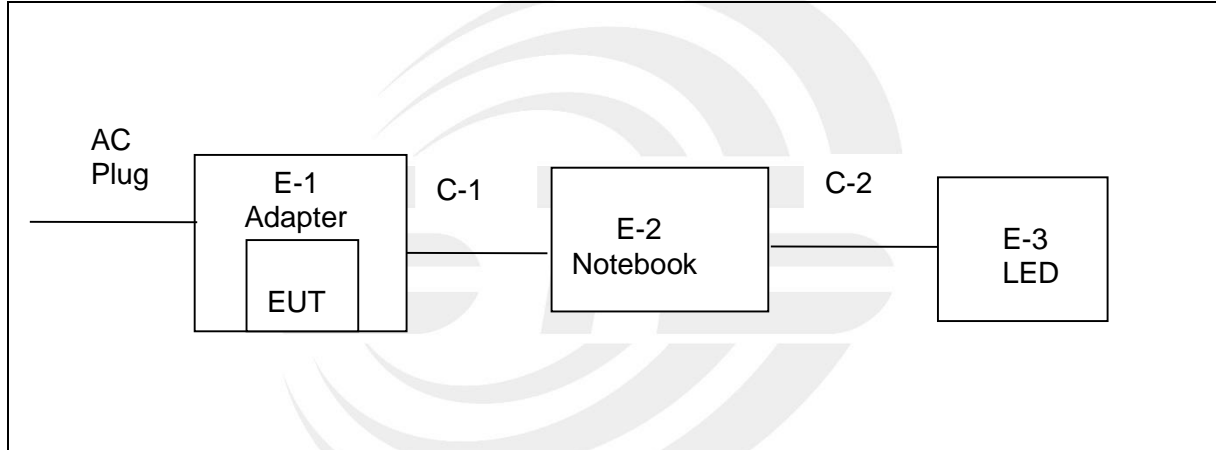 AC
Plug
E-1
Adapter
EUT
C-1
E-2
Notebook
C-2
E-3
LED